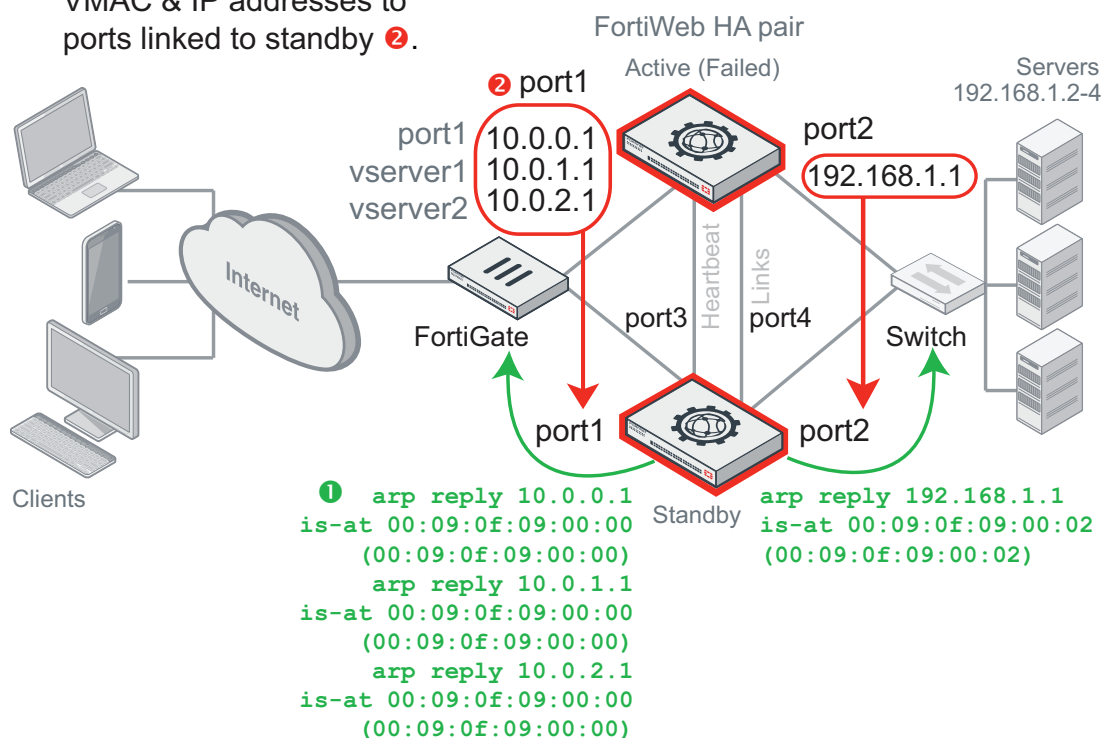 VMAC & IP addresses to
ports linked to standby ❷.
FortiWeb HA pair
Active (Failed)
Servers
192.168.1.2-4
❷ port1
port1 10.0.0.1
vserver1 10.0.1.1
vserver2 10.0.2.1
port2
192.168.1.1
Internet
Heartbeat
Links
port3
port4
FortiGate
Switch
port1
port2
Clients
Standby
❶ arp reply 10.0.0.1
is-at 00:09:0f:09:00:00
(00:09:0f:09:00:00)
arp reply 10.0.1.1
is-at 00:09:0f:09:00:00
(00:09:0f:09:00:00)
arp reply 10.0.2.1
is-at 00:09:0f:09:00:00
(00:09:0f:09:00:00)
arp reply 192.168.1.1
is-at 00:09:0f:09:00:02
(00:09:0f:09:00:02)